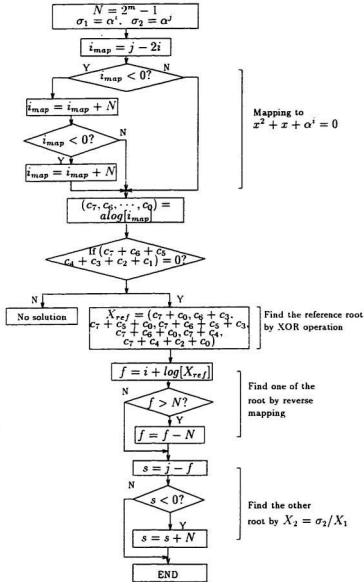 N = 2^m − 1
σ₁ = α^i.  σ₂ = α^j
i_map = j − 2i
Y
N
i_map < 0?
i_map = i_map + N
N
i_map < 0?
Y
i_map = i_map + N
Mapping to
x² + x + α^i = 0
(c₇, c₆, ···, c₀) =
alog[i_map]
If (c₇ + c₆ + c₅
c₄ + c₃ + c₂ + c₁) = 0?
N
Y
No solution
X_ref = (c₇ + c₀, c₆ + c₃,
c₇ + c₅ + c₀, c₇ + c₆ + c₅ + c₃,
c₇ + c₆ + c₀, c₇ + c₄,
c₇ + c₄ + c₂ + c₀)
Find the reference root
by XOR operation
f = i + log[X_ref]
f > N?
N
Y
f = f − N
Find one of the
root by reverse
mapping
s = j − f
s < 0?
N
Y
s = s + N
Find the other
root by X₂ = σ₂/X₁
END